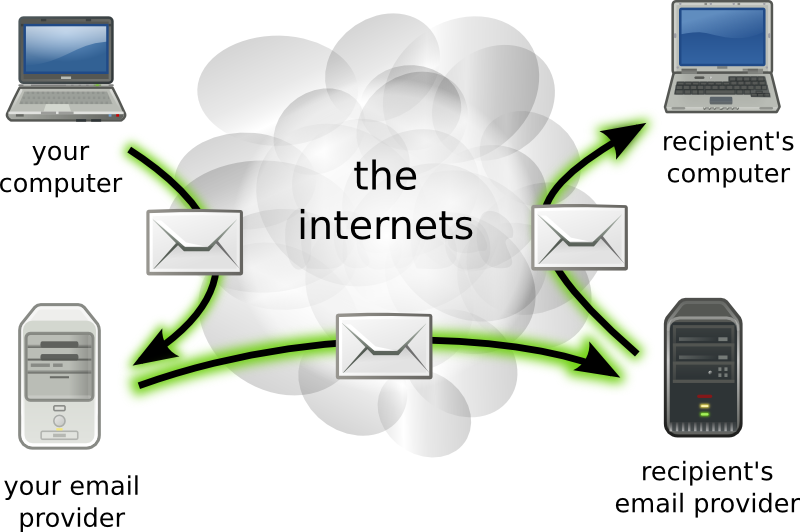 your
computer
the
internets
recipient's
computer
your email
provider
recipient's
email provider